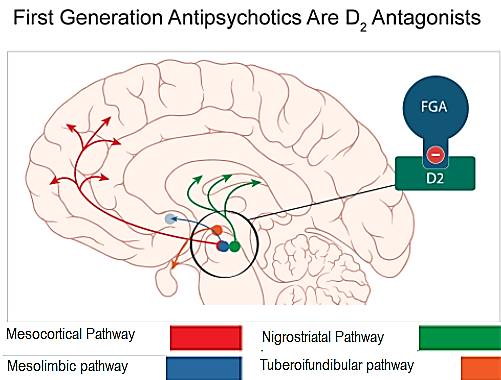 First Generation Antipsychotics Are D2 Antagonists
FGA
D2
Mesocortical Pathway
Nigrostriatal Pathway
Mesolimbic pathway
Tuberoifundibular pathway